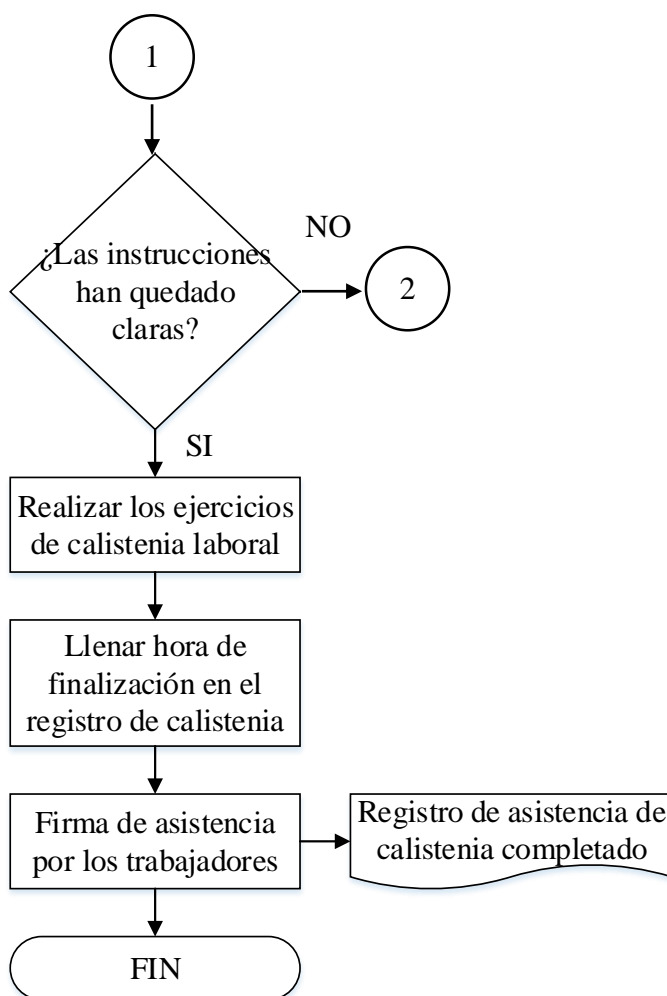 1
¿Las instrucciones
han quedado
claras?
NO
2
SI
Realizar los ejercicios
de calistenia laboral
Llenar hora de
finalización en el
registro de calistenia
Firma de asistencia
por los trabajadores
Registro de asistencia de
calistenia completado
FIN